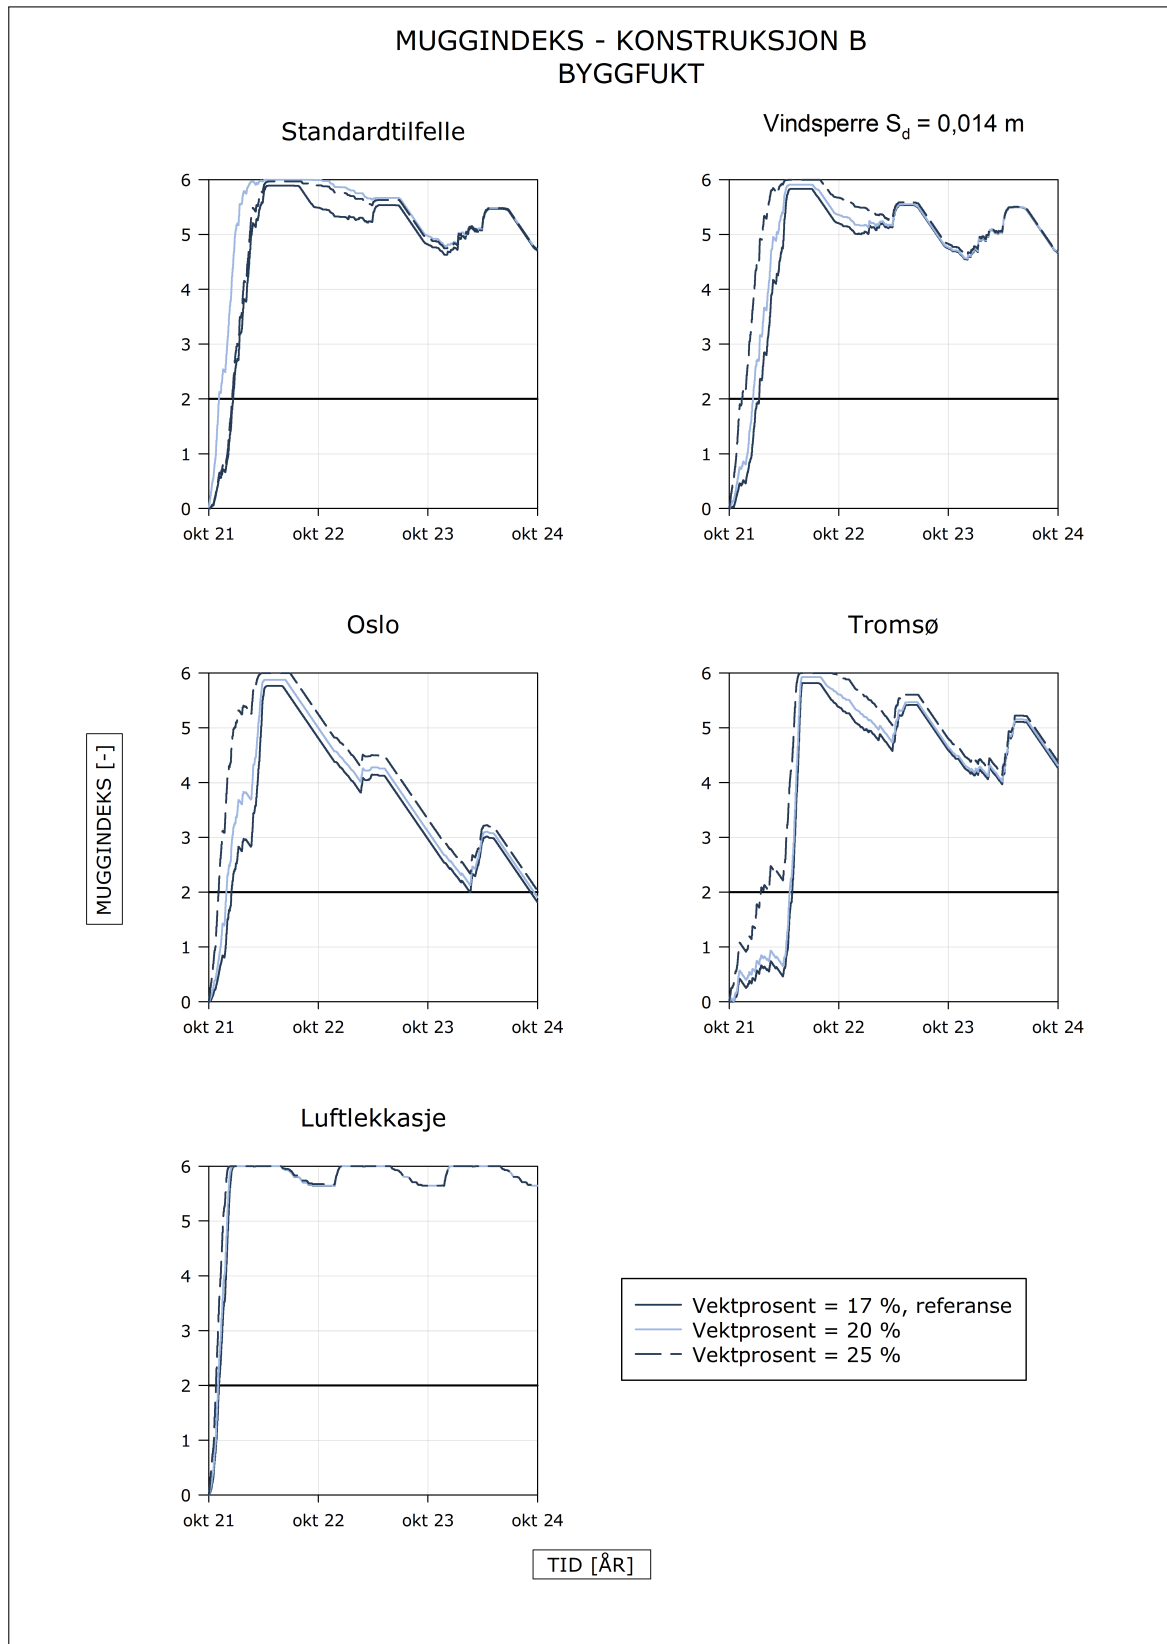 MUGGINDEKS - KONSTRUKSJON B
BYGGFUKT
Standardtilfelle
6
5
4
3
2
1
0
okt 21 okt 22 okt 23 okt 24
Vindsperre Sd = 0,014 m
6
5
4
3
2
1
0
okt 21 okt 22 okt 23 okt 24
MUGGINDEKS [-]
Oslo
6
5
4
3
2
1
0
okt 21 okt 22 okt 23 okt 24
Tromsø
6
5
4
3
2
1
0
okt 21 okt 22 okt 23 okt 24
Luftlekkasje
6
5
4
3
2
1
0
okt 21 okt 22 okt 23 okt 24
Vektprosent = 17 %, referanse
Vektprosent = 20 %
Vektprosent = 25 %
TID [ÅR]